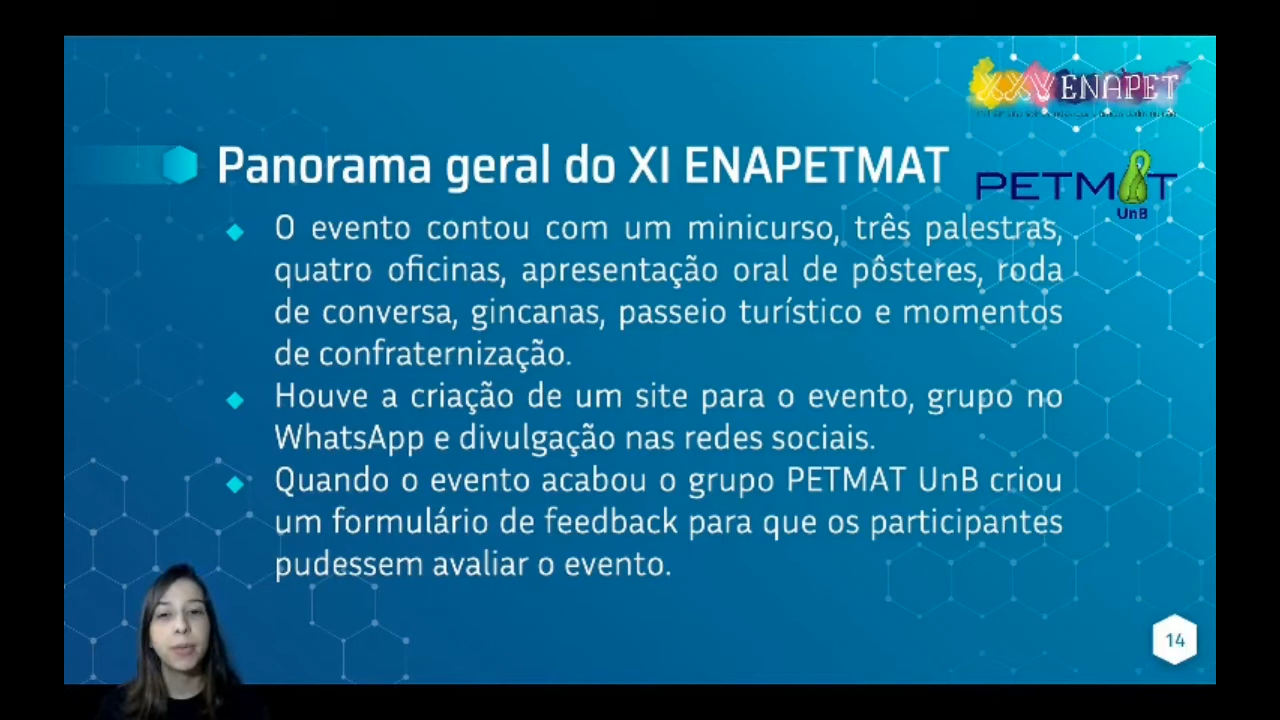 XXV ENAPET
Panorama geral do XI ENAPETMAT
PETMAT
UnB
O evento contou com um minicurso, três palestras,
quatro oficinas, apresentação oral de pôsteres, roda
de conversa, gincanas, passeio turístico e momentos
de confraternização.
Houve a criação de um site para o evento, grupo no
WhatsApp e divulgação nas redes sociais.
Quando o evento acabou o grupo PETMAT UnB criou
um formulário de feedback para que os participantes
pudessem avaliar o evento.
14